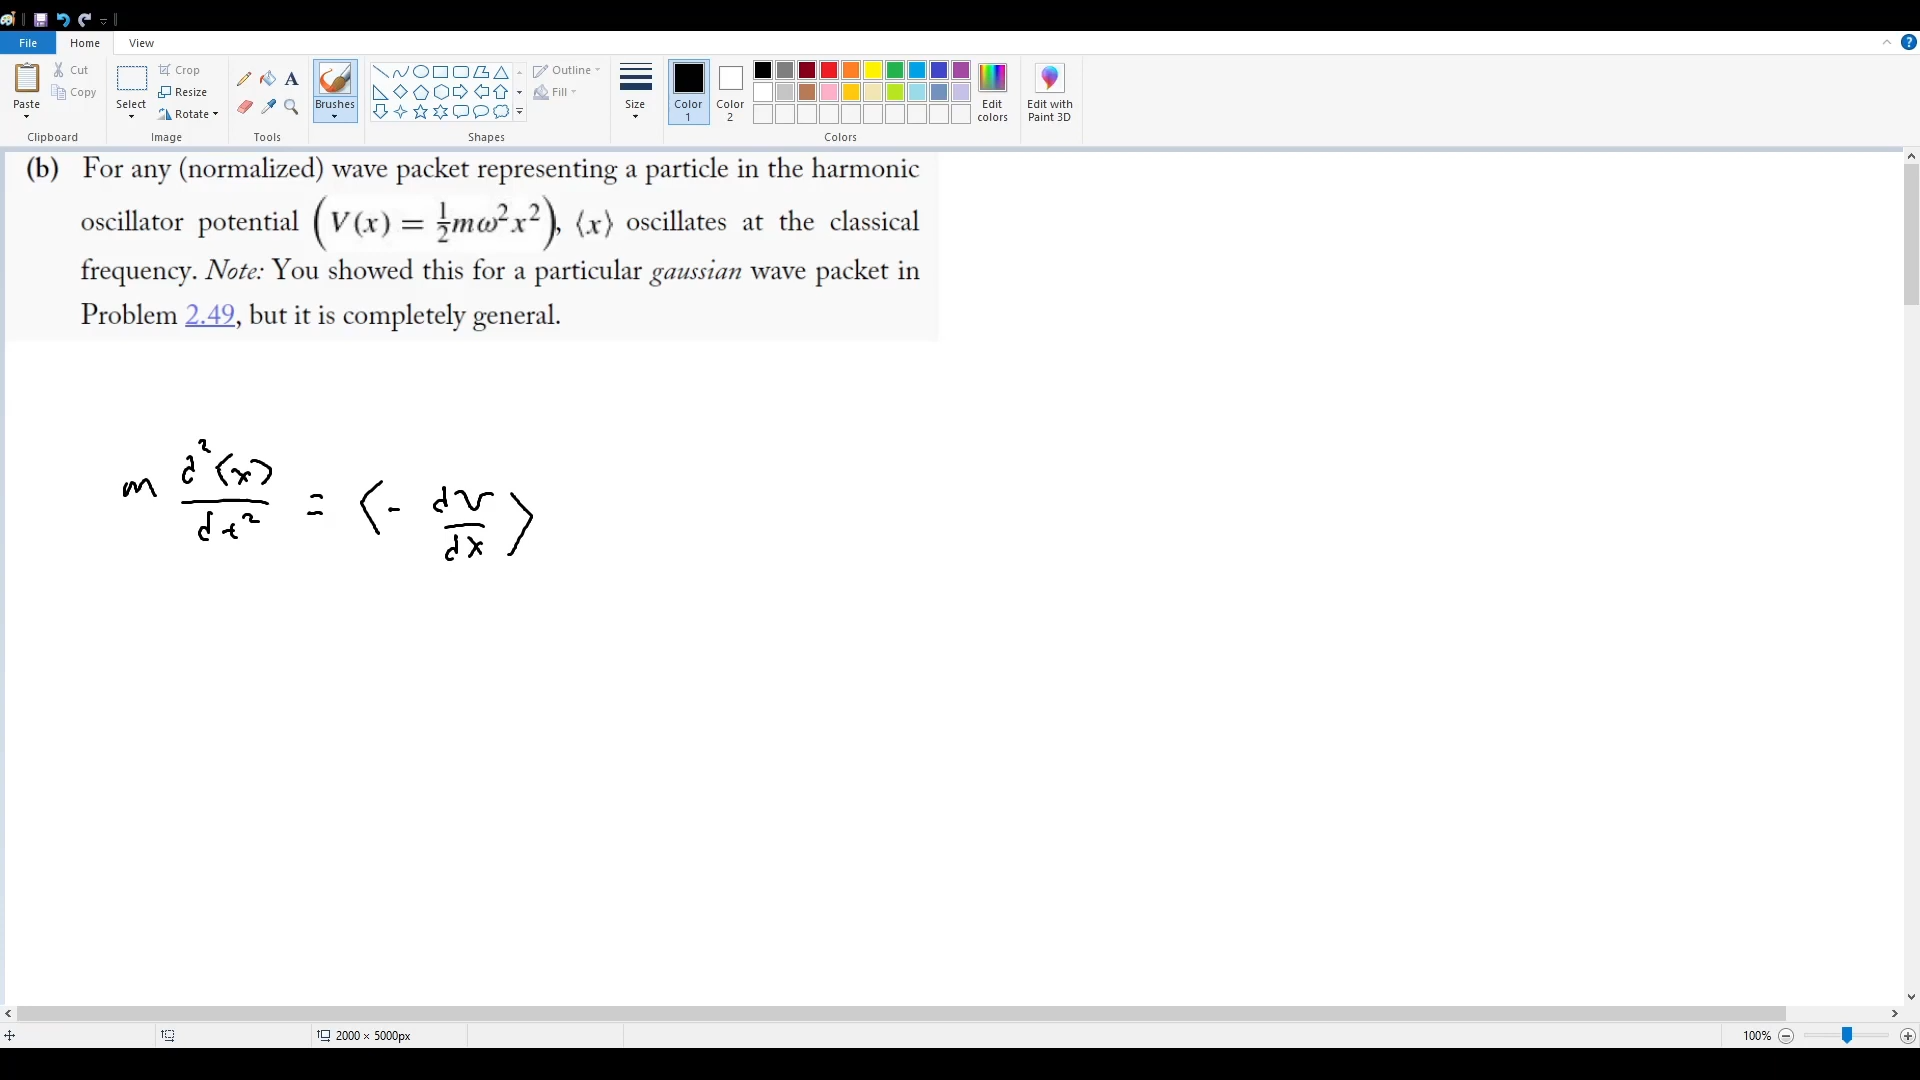 File Home View
Paste Cut Copy Clipboard
Select Crop Resize Rotate Image
A Tools
Brushes
Shapes Outline Fill
Size
Color 1 Color 2 Edit colors Colors
Edit with Paint 3D
?
(b) For any (normalized) wave packet representing a particle in the harmonic
oscillator potential (V(x) = ½mω²x²), ⟨x⟩ oscillates at the classical
frequency. Note: You showed this for a particular gaussian wave packet in
Problem 2.49, but it is completely general.
m d²⟨x⟩/dt² = ⟨- dV/dx⟩
2000 × 5000px 100%